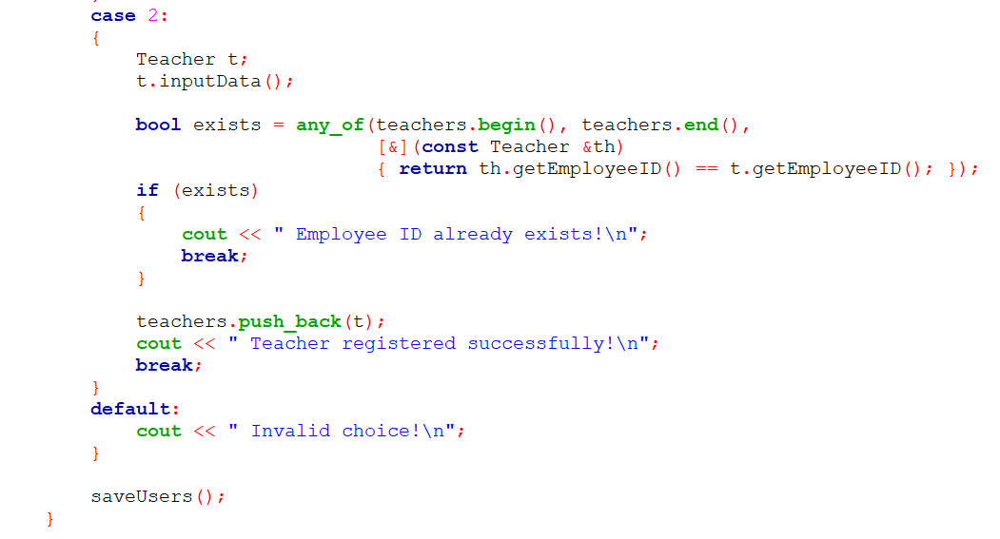 case 2:
{
Teacher t;
t.inputData();
bool exists = any_of(teachers.begin(), teachers.end(),
[&](const Teacher &th)
{ return th.getEmployeeID() == t.getEmployeeID(); });
if (exists)
{
cout << " Employee ID already exists!\n";
break;
}
teachers.push_back(t);
cout << " Teacher registered successfully!\n";
break;
}
default:
cout << " Invalid choice!\n";
}
saveUsers();
}